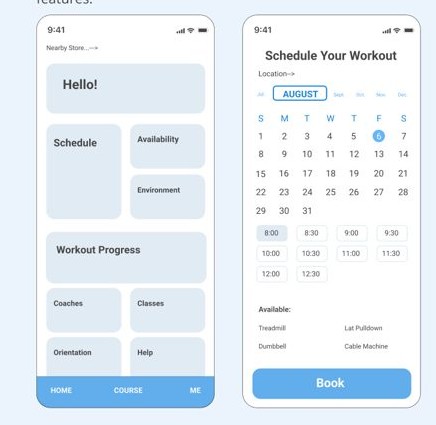 features.
9:41
Nearby Store...-->
Hello!
Schedule
Availability
Environment
Workout Progress
Coaches
Classes
Orientation
Help
HOME COURSE ME
9:41
Schedule Your Workout
Location-->
AUGUST Sept Oct Nov Dec
S M T W T F S
1 2 3 4 5 6 7
8 9 10 11 12 13 14
15 16 17 18 19 20 21
22 23 24 25 26 27 28
29 30 31
8:00 8:30 9:00 9:30
10:00 10:30 11:00 11:30
12:00 12:30
Available:
Treadmill Lat Pulldown
Dumbbell Cable Machine
Book